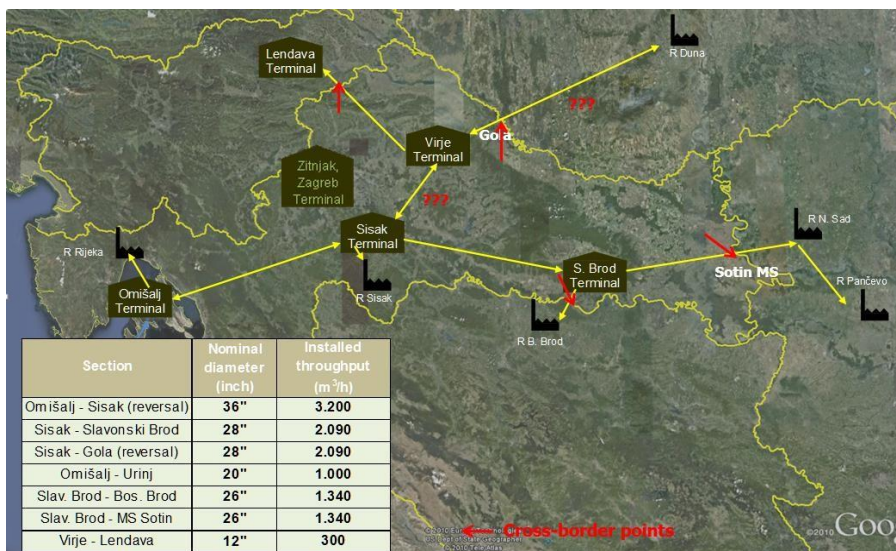 Lendava
Terminal
R Duna
???
Virje
Terminal
Gola
Zitnjak,
Zagreb
Terminal
???
Sisak
Terminal
R N. Sad
R Rijeka
S. Brod
Terminal
Sotin MS
R Sisak
R Pančevo
Omišalj
Terminal
R B. Brod
Section
Nominal
diameter
(inch)
Installed
throughput
(m³/h)
Omišalj - Sisak (reversal) 36" 3.200
Sisak - Slavonski Brod 28" 2.090
Sisak - Gola (reversal) 28" 2.090
Omišalj - Urinj 20" 1.000
Slav. Brod - Bos. Brod 26" 1.340
Slav. Brod - MS Sotin 26" 1.340
Virje - Lendava 12" 300
Cross-border points
© 2010 Tele Atlas
©2010 Goo